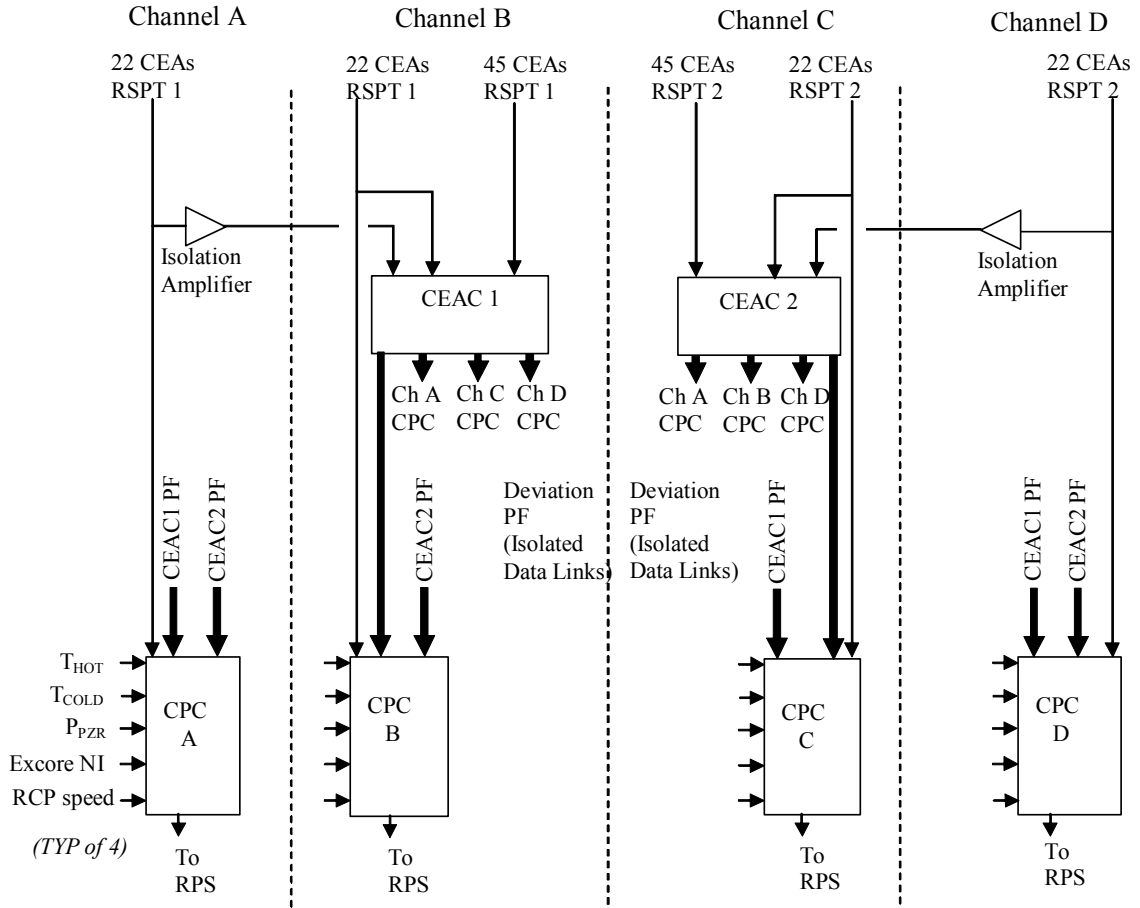 Channel A
Channel B
Channel C
Channel D
22 CEAs
RSPT 1
22 CEAs
RSPT 1
45 CEAs
RSPT 1
45 CEAs
RSPT 2
22 CEAs
RSPT 2
22 CEAs
RSPT 2
Isolation
Amplifier
Isolation
Amplifier
CEAC 1
CEAC 2
Ch A
CPC
Ch C
CPC
Ch D
CPC
Ch A
CPC
Ch B
CPC
Ch D
CPC
CEAC1 PF
CEAC2 PF
CEAC2 PF
Deviation
PF
(Isolated
Data Links)
Deviation
PF
(Isolated
Data Links)
CEAC1 PF
CEAC1 PF
CEAC2 PF
THOT
TCOLD
PPZR
Excore NI
RCP speed
(TYP of 4)
CPC
A
CPC
B
CPC
C
CPC
D
To
RPS
To
RPS
To
RPS
To
RPS